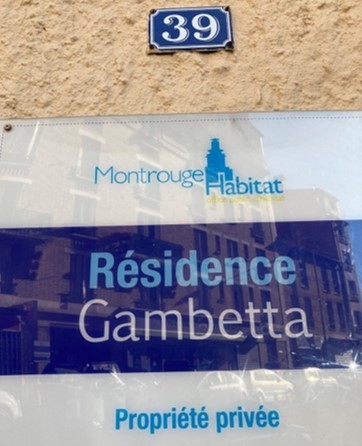 39
Montrouge Habitat
Résidence
Gambetta
Propriété privée